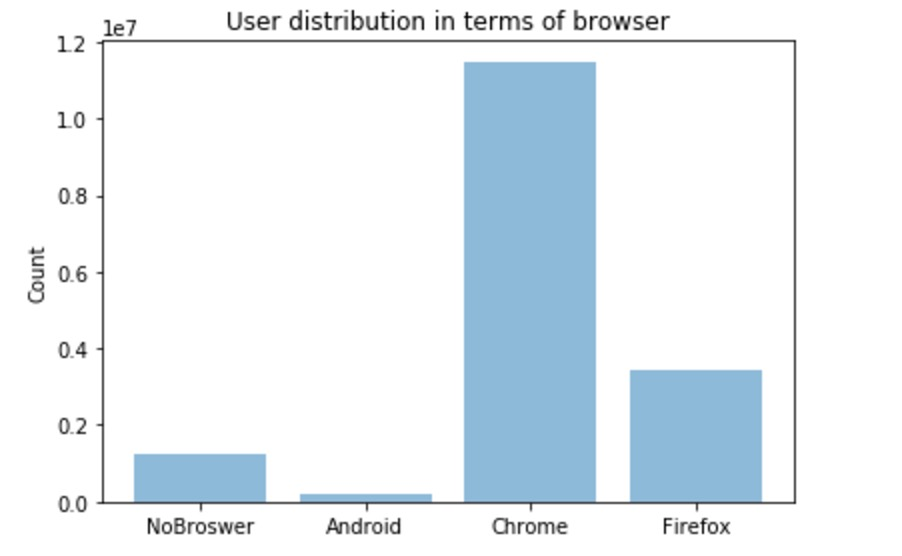 User distribution in terms of browser
1e7
1.2
1.0
0.8
0.6
0.4
0.2
0.0
Count
NoBroswer Android Chrome Firefox